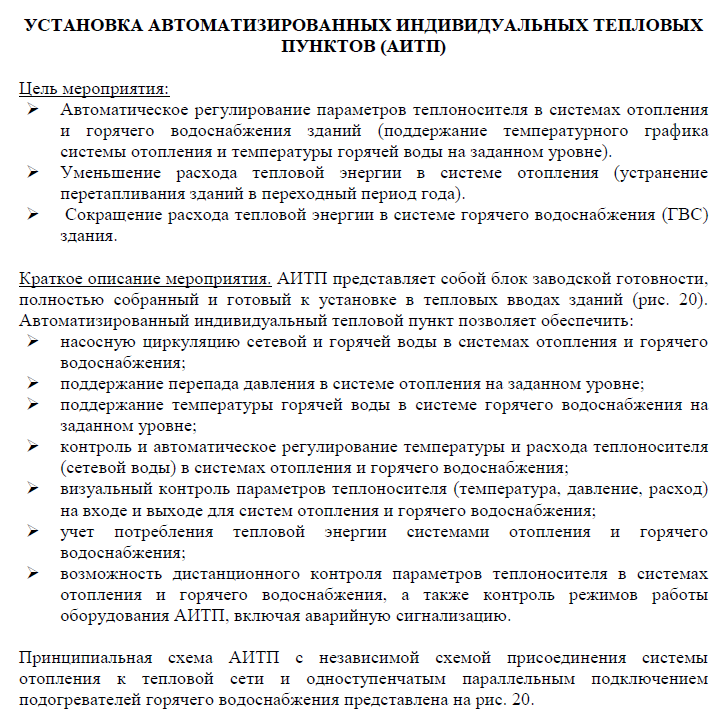 УСТАНОВКА АВТОМАТИЗИРОВАННЫХ ИНДИВИДУАЛЬНЫХ ТЕПЛОВЫХ
ПУНКТОВ (АИТП)
Цель мероприятия:
➢ Автоматическое регулирование параметров теплоносителя в системах отопления
и горячего водоснабжения зданий (поддержание температурного графика
системы отопления и температуры горячей воды на заданном уровне).
➢ Уменьшение расхода тепловой энергии в системе отопления (устранение
перетапливания зданий в переходный период года).
➢ Сокращение расхода тепловой энергии в системе горячего водоснабжения (ГВС)
здания.
Краткое описание мероприятия. АИТП представляет собой блок заводской готовности,
полностью собранный и готовый к установке в тепловых вводах зданий (рис. 20).
Автоматизированный индивидуальный тепловой пункт позволяет обеспечить:
➢ насосную циркуляцию сетевой и горячей воды в системах отопления и горячего
водоснабжения;
➢ поддержание перепада давления в системе отопления на заданном уровне;
➢ поддержание температуры горячей воды в системе горячего водоснабжения на
заданном уровне;
➢ контроль и автоматическое регулирование температуры и расхода теплоносителя
(сетевой воды) в системах отопления и горячего водоснабжения;
➢ визуальный контроль параметров теплоносителя (температура, давление, расход)
на входе и выходе для систем отопления и горячего водоснабжения;
➢ учет потребления тепловой энергии системами отопления и горячего
водоснабжения;
➢ возможность дистанционного контроля параметров теплоносителя в системах
отопления и горячего водоснабжения, а также контроль режимов работы
оборудования АИТП, включая аварийную сигнализацию.
Принципиальная схема АИТП с независимой схемой присоединения системы
отопления к тепловой сети и одноступенчатым параллельным подключением
подогревателей горячего водоснабжения представлена на рис. 20.